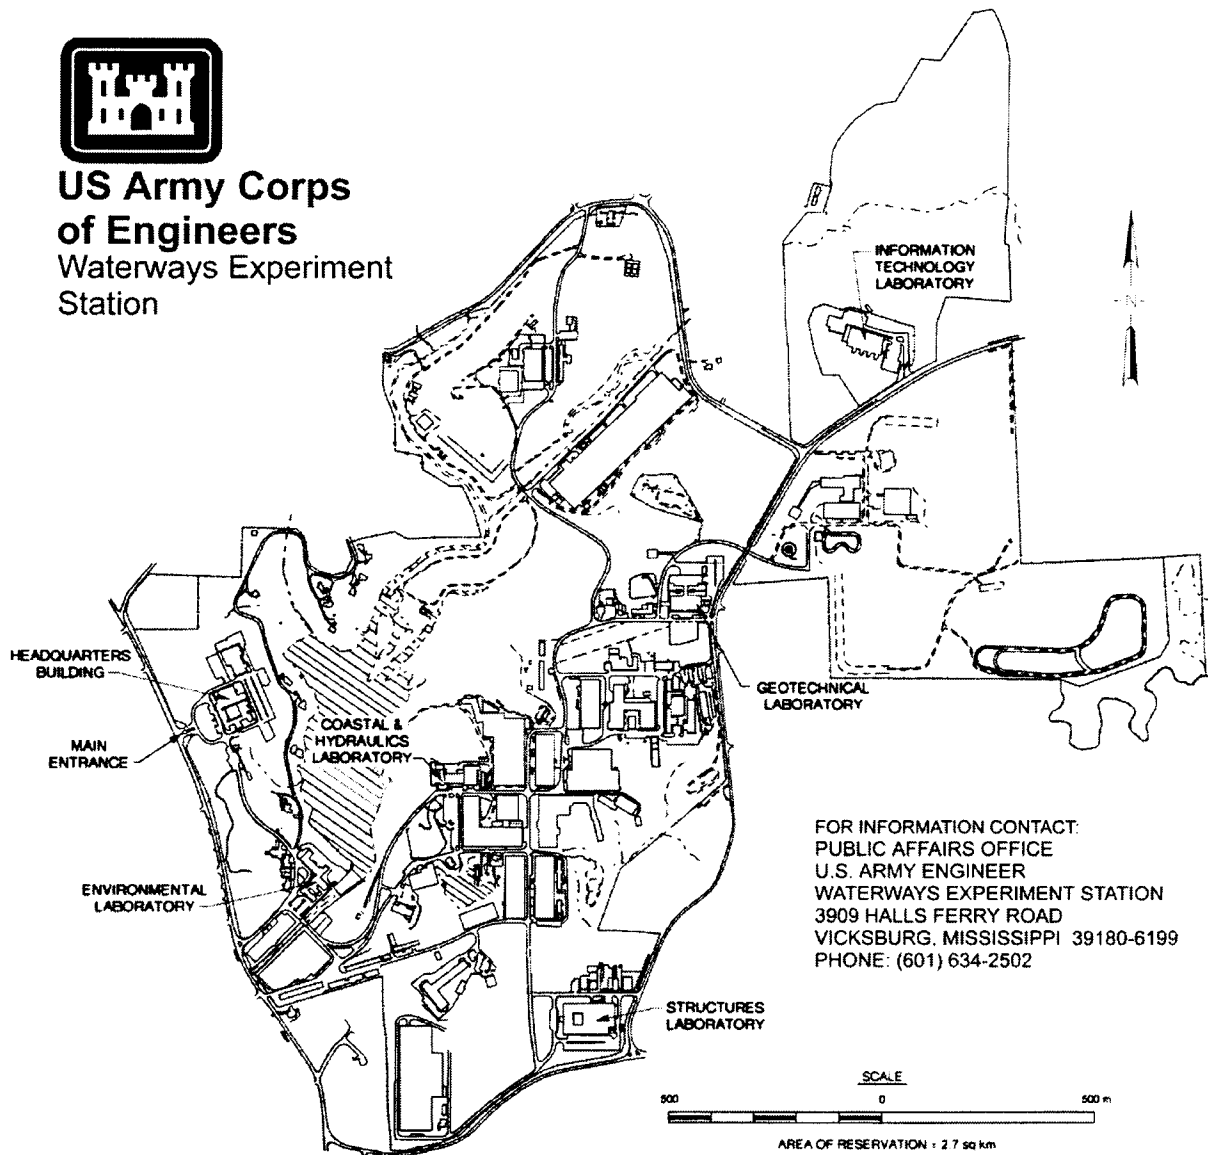 US Army Corps
of Engineers
Waterways Experiment
Station
INFORMATION
TECHNOLOGY
LABORATORY
N
HEADQUARTERS
BUILDING
MAIN
ENTRANCE
COASTAL &
HYDRAULICS
LABORATORY
GEOTECHNICAL
LABORATORY
ENVIRONMENTAL
LABORATORY
STRUCTURES
LABORATORY
FOR INFORMATION CONTACT:
PUBLIC AFFAIRS OFFICE
U.S. ARMY ENGINEER
WATERWAYS EXPERIMENT STATION
3909 HALLS FERRY ROAD
VICKSBURG, MISSISSIPPI 39180-6199
PHONE: (601) 634-2502
SCALE
500 0 500 m
AREA OF RESERVATION = 2.7 sq km